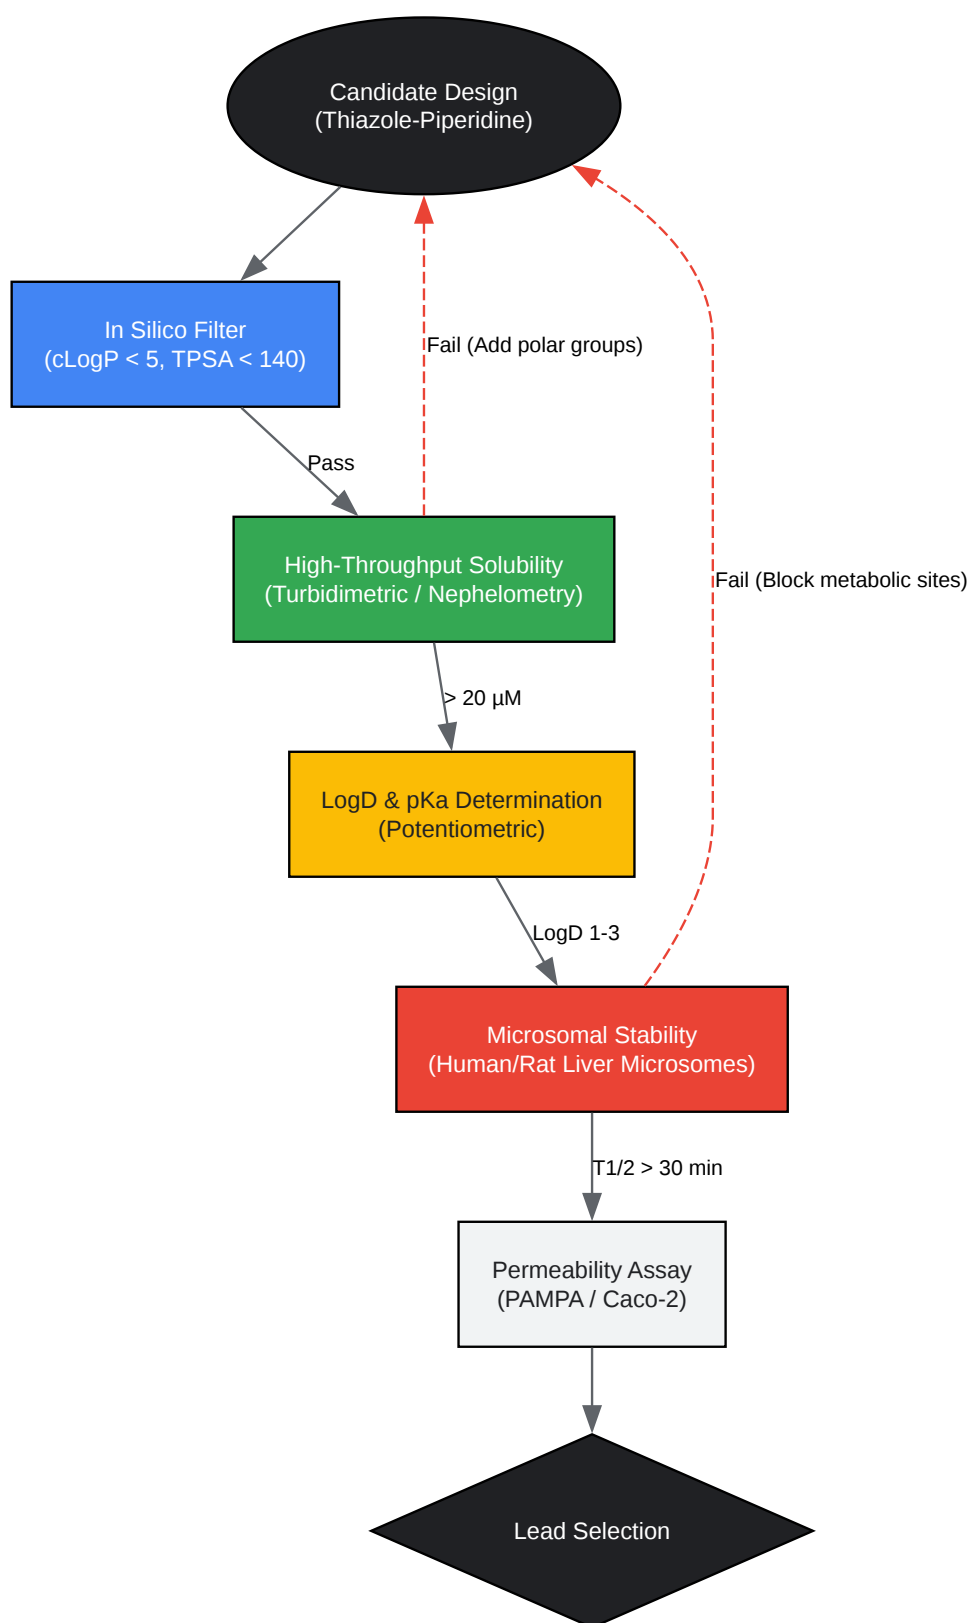 Candidate Design
(Thiazole-Piperidine)
In Silico Filter
(cLogP < 5, TPSA < 140)
Fail (Add polar groups)
Pass
High-Throughput Solubility
(Turbidimetric / Nephelometry)
Fail (Block metabolic sites)
> 20 µM
LogD & pKa Determination
(Potentiometric)
LogD 1-3
Microsomal Stability
(Human/Rat Liver Microsomes)
T1/2 > 30 min
Permeability Assay
(PAMPA / Caco-2)
Lead Selection